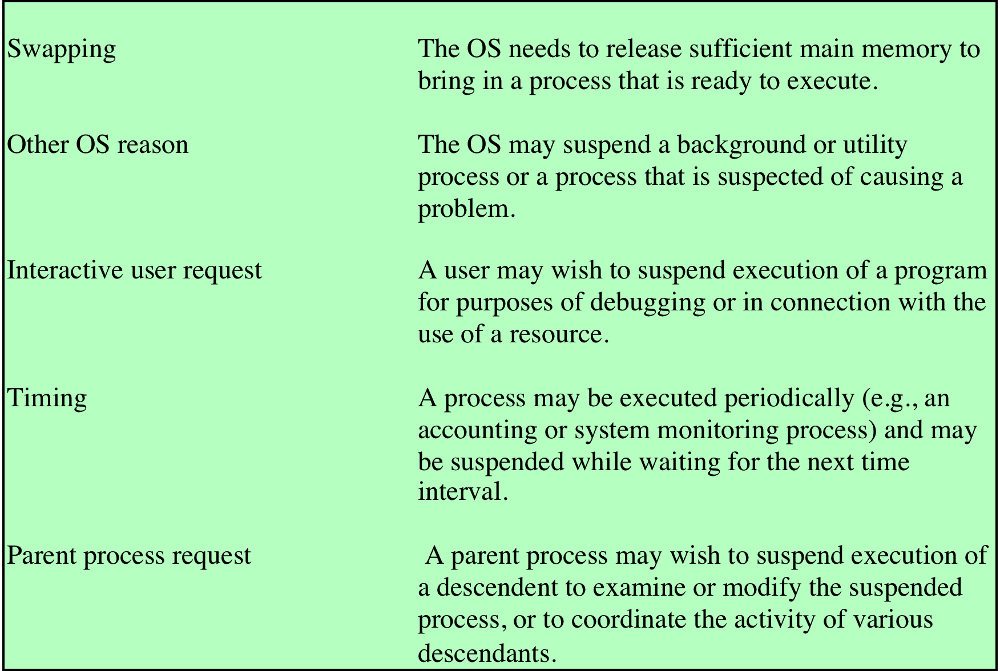 Swapping
The OS needs to release sufficient main memory to
bring in a process that is ready to execute.
Other OS reason
The OS may suspend a background or utility
process or a process that is suspected of causing a
problem.
Interactive user request
A user may wish to suspend execution of a program
for purposes of debugging or in connection with the
use of a resource.
Timing
A process may be executed periodically (e.g., an
accounting or system monitoring process) and may
be suspended while waiting for the next time
interval.
Parent process request
A parent process may wish to suspend execution of
a descendent to examine or modify the suspended
process, or to coordinate the activity of various
descendants.